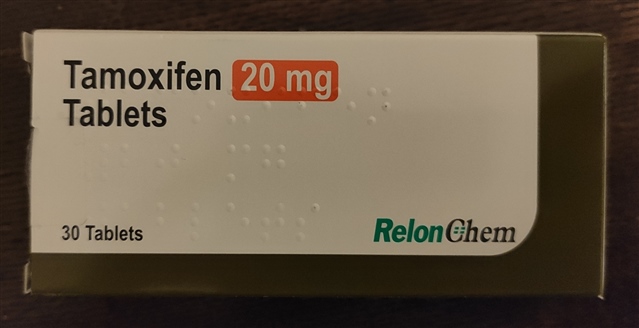 Tamoxifen 20 mg
Tablets
30 Tablets
RelonChem